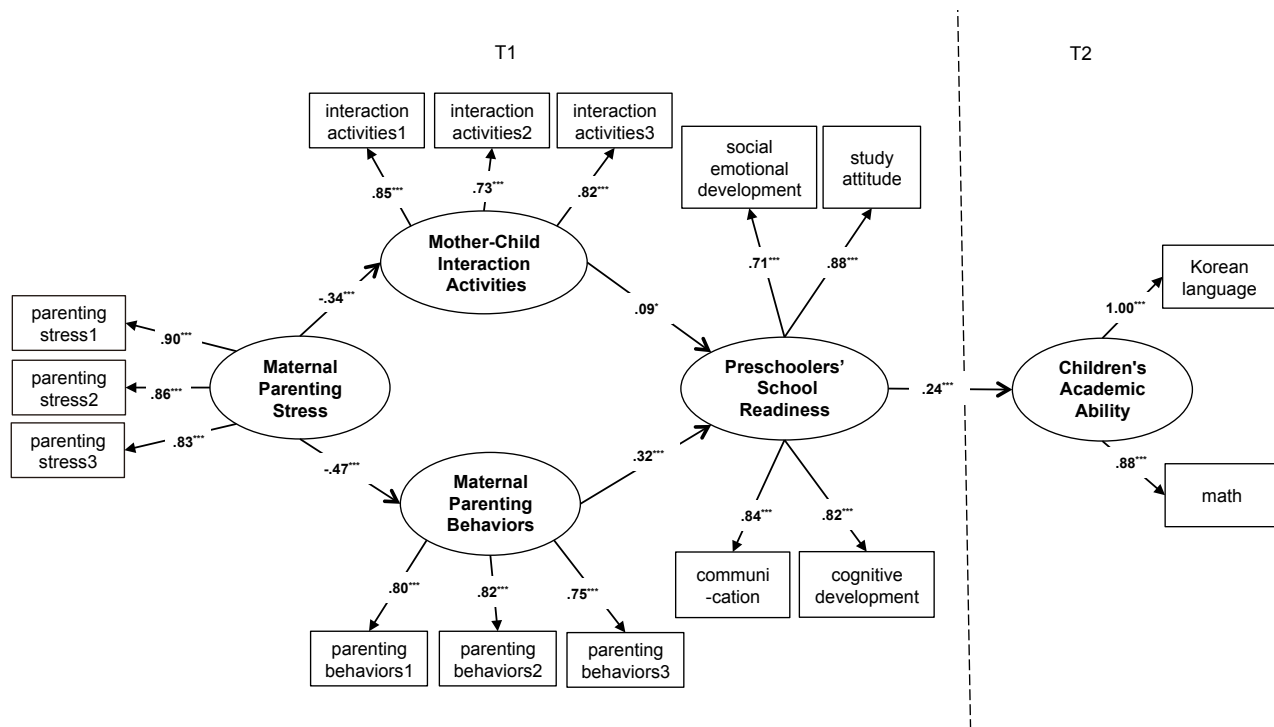 T1
T2
interaction
activities1
interaction
activities2
interaction
activities3
social
emotional
development
study
attitude
.85***
.73***
.82***
Mother-Child
Interaction
Activities
.71***
.88***
Korean
language
1.00***
-.34***
.09*
parenting
stress1
.90***
parenting
stress2
.86***
parenting
stress3
.83***
Maternal
Parenting
Stress
Preschoolers’
School
Readiness
.24***
Children's
Academic
Ability
-.47***
.32***
.88***
Maternal
Parenting
Behaviors
math
.84***
.82***
communi
-cation
cognitive
development
.80***
.82***
.75***
parenting
behaviors1
parenting
behaviors2
parenting
behaviors3